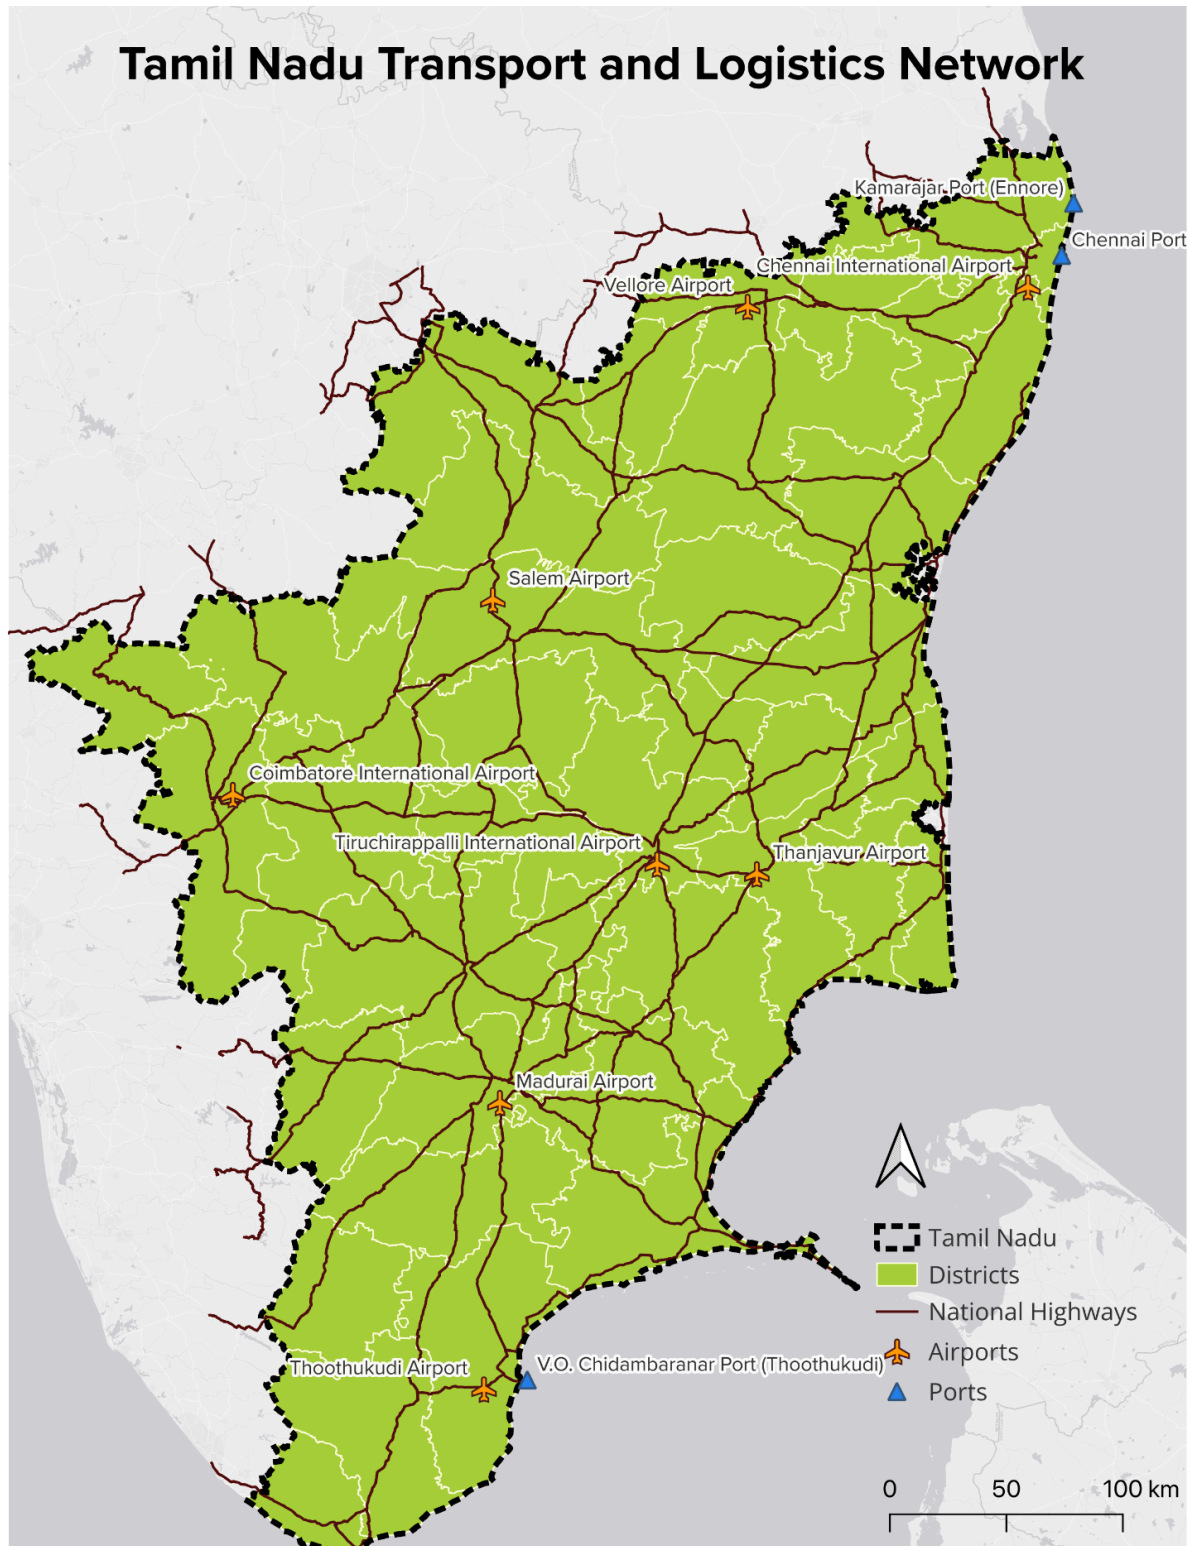 Tamil Nadu Transport and Logistics Network
Kamarajar Port (Ennore)
Chennai Port
Chennai International Airport
Vellore Airport
Salem Airport
Coimbatore International Airport
Tiruchirappalli International Airport
Thanjavur Airport
Madurai Airport
Tamil Nadu
Districts
National Highways
Airports
Ports
Thoothukudi Airport
V.O. Chidambaranar Port (Thoothukudi)
0 50 100 km